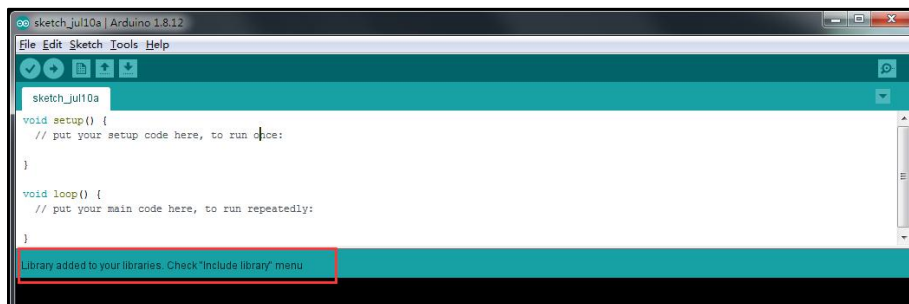 sketch_jul10a | Arduino 1.8.12
File Edit Sketch Tools Help
sketch_jul10a
void setup() {
// put your setup code here, to run once:
}
void loop() {
// put your main code here, to run repeatedly:
}
Library added to your libraries. Check "Include library" menu